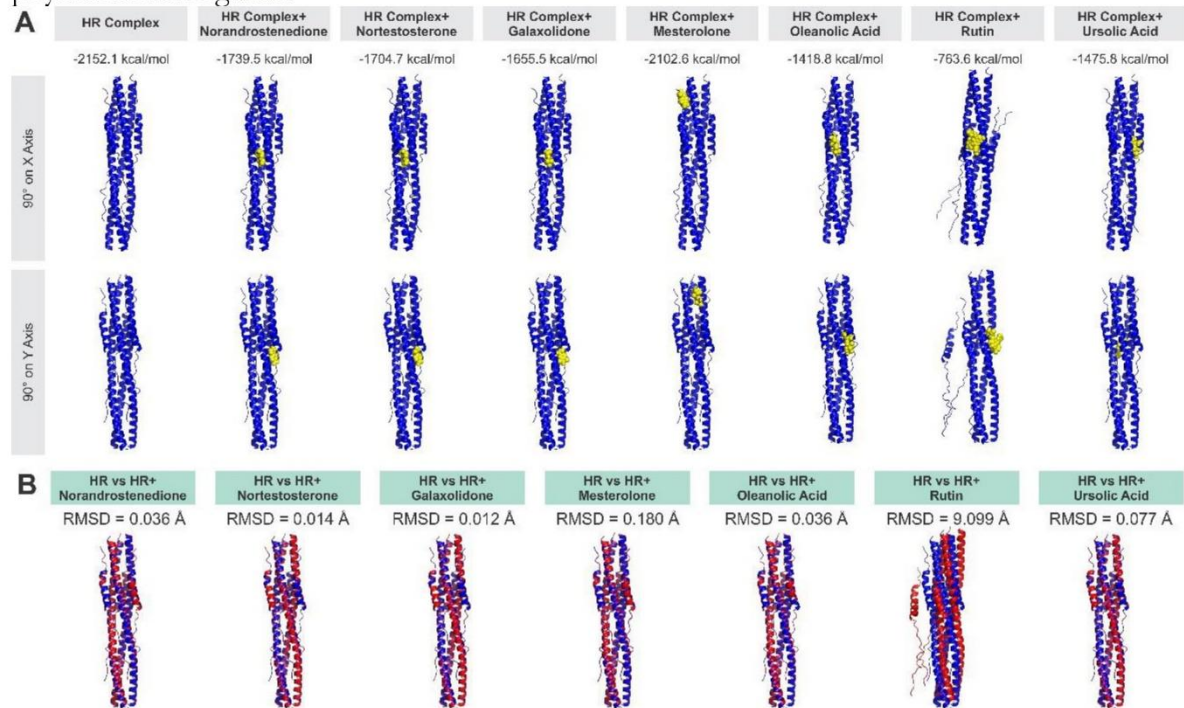 A
HR Complex
HR Complex+
Norandrostenedione
HR Complex+
Nortestosterone
HR Complex+
Galaxolidone
HR Complex+
Mesterolone
HR Complex+
Oleanolic Acid
HR Complex+
Rutin
HR Complex+
Ursolic Acid
-2152.1 kcal/mol
-1739.5 kcal/mol
-1704.7 kcal/mol
-1655.5 kcal/mol
-2102.6 kcal/mol
-1418.8 kcal/mol
-763.6 kcal/mol
-1475.8 kcal/mol
90° on X Axis
90° on Y Axis
B
HR vs HR+
Norandrostenedione
HR vs HR+
Nortestosterone
HR vs HR+
Galaxolidone
HR vs HR+
Mesterolone
HR vs HR+
Oleanolic Acid
HR vs HR+
Rutin
HR vs HR+
Ursolic Acid
RMSD = 0.036 Å
RMSD = 0.014 Å
RMSD = 0.012 Å
RMSD = 0.180 Å
RMSD = 0.036 Å
RMSD = 9.099 Å
RMSD = 0.077 Å